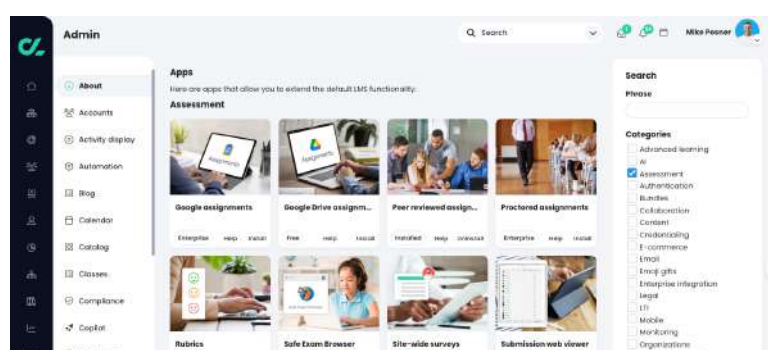 Admin
Search
Mike Posner
About
Accounts
Activity display
Automation
Blog
Calendar
Catalog
Classes
Compliance
Copilot
Apps
Here are apps that allow you to extend the default LMS functionality:
Assessment
Assignments
Assignments
Google assignments
Google Drive assignm...
Peer reviewed assign...
Proctored assignments
Enterprise Help Install
Free Help Install
Installed Help Uninstall
Enterprise Help Install
Rubrics
Safe Exam Browser
Site-wide surveys
Submission web viewer
Search
Phrase
Categories
Advanced learning
AI
Assessment
Authentication
Bundles
Collaboration
Content
Credentialing
E-commerce
Email
Emoji gifts
Enterprise integration
Legal
LTI
Mobile
Monitoring
Organizations